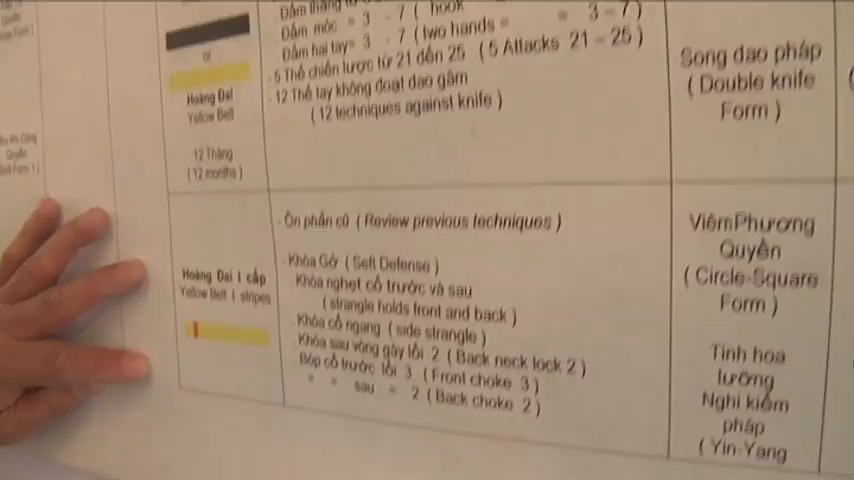 Quyền
Form )
Quyền
Đấm thẳng
Đấm móc = 3 - 7 ( hook = 3 - 7 )
Đấm hai tay= 3 - 7 ( two hands =
· 5 Thế chiến lược từ 21 đến 25 ( 5 Attacks 21 - 25 )
· 12 Thế tay không đoạt dao găm
( 12 techniques against knife )
or
Hoàng Đai
Yellow Belt
12 Tháng
( 12 months )
Song dao pháp
( Double knife
Form )
- Ôn phần cũ ( Review previous techniques )
- Khóa Gỡ ( Self Defense )
Khóa nghẹt cổ trước và sau
( strangle holds front and back )
Khóa cổ ngang ( side strangle )
Khóa sau vòng gáy lối 2 ( Back neck lock 2 )
Bóp cổ trước lối 3 ( Front choke 3 )
= = sau = 2 ( Back choke 2 )
Hoàng Đai I cấp
Yellow Belt I stripes
ViêmPhương
Quyền
( Circle-Square
Form )
Tinh hoa
lưỡng
Nghi kiếm
pháp
( Yin-Yang